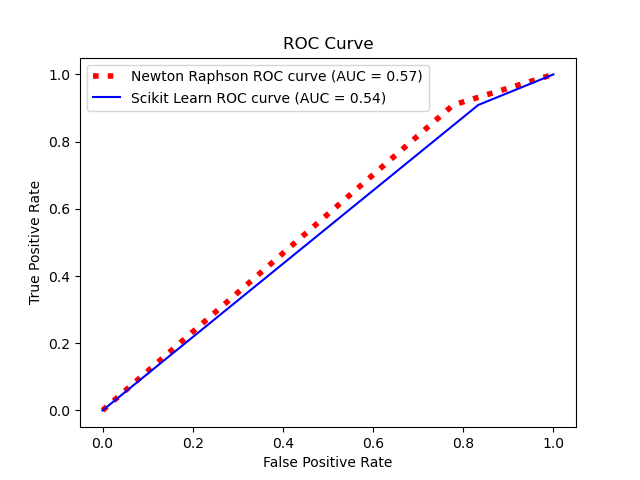 ROC Curve
Newton Raphson ROC curve (AUC = 0.57)
Scikit Learn ROC curve (AUC = 0.54)
1.0
0.8
0.6
0.4
0.2
0.0
True Positive Rate
0.0 0.2 0.4 0.6 0.8 1.0
False Positive Rate